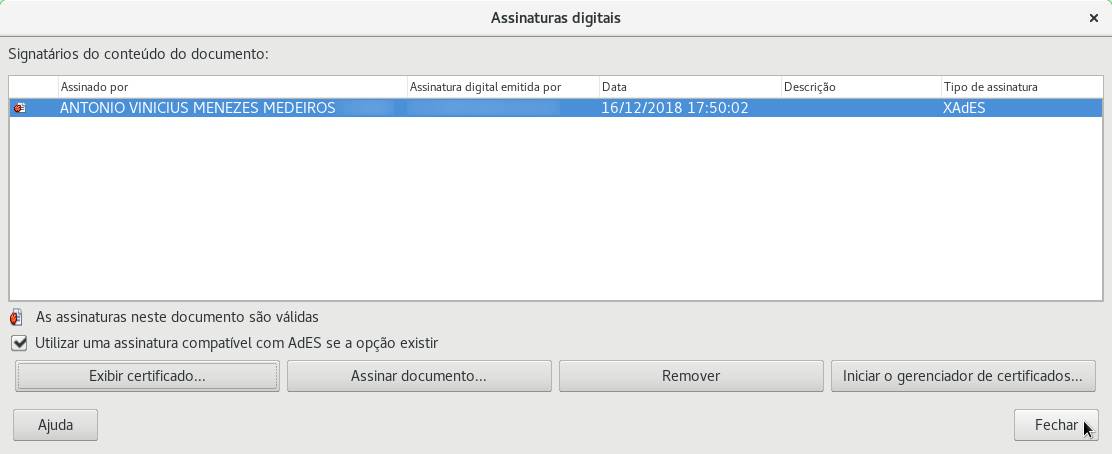 Assinaturas digitais
Signatários do conteúdo do documento:
Assinado por Assinatura digital emitida por Data Descrição Tipo de assinatura
ANTONIO VINICIUS MENEZES MEDEIROS 16/12/2018 17:50:02 XAdES
As assinaturas neste documento são válidas
Utilizar uma assinatura compatível com AdES se a opção existir
Exibir certificado... Assinar documento... Remover Iniciar o gerenciador de certificados...
Ajuda Fechar